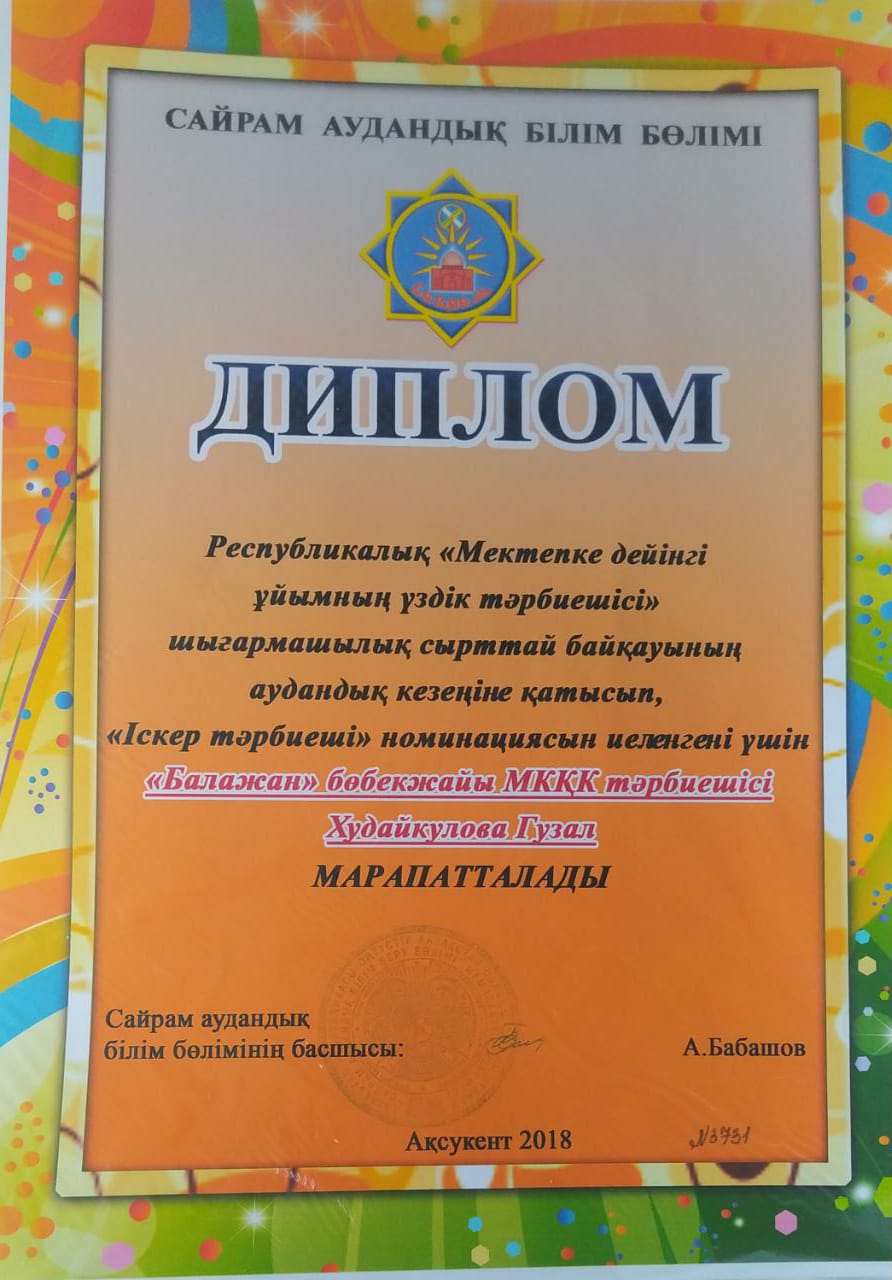 САЙРАМ АУДАНДЫҚ БІЛІМ БӨЛІМІ
ДИПЛОМ
Республикалық «Мектепке дейінгі
ұйымның үздік тәрбиешісі»
шығармашылық сырттай байқауының
аудандық кезеңіне қатысып,
«Іскер тәрбиеші» номинациясын иеленгені үшін
«Балажан» бөбекжайы МКҚК тәрбиешісі
Худайкулова Гузал
МАРАПАТТАЛАДЫ
Сайрам аудандық
білім бөлімінің басшысы:
А.Бабашов
Ақсукент 2018
№3731